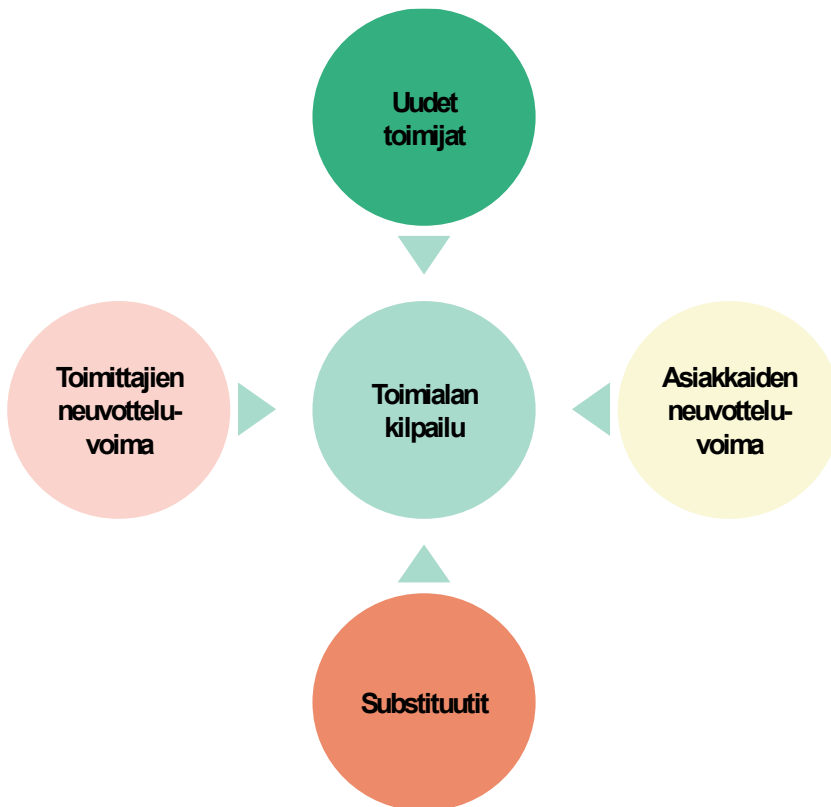 Uudet
toimijat
Toimittajien
neuvottelu-
voima
Toimialan
kilpailu
Asiakkaiden
neuvottelu-
voima
Substituutit